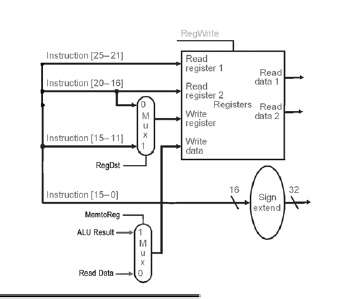 RegWrite
Instruction [25–21]
Read
register 1
Read
data 1
Instruction [20–16]
Read
register 2
Registers
Read
data 2
0
M
u
x
1
Write
register
Instruction [15–11]
Write
data
RegDst
Instruction [15–0]
16
Sign
extend
32
MemtoReg
ALU Result
1
M
u
x
0
Read Data